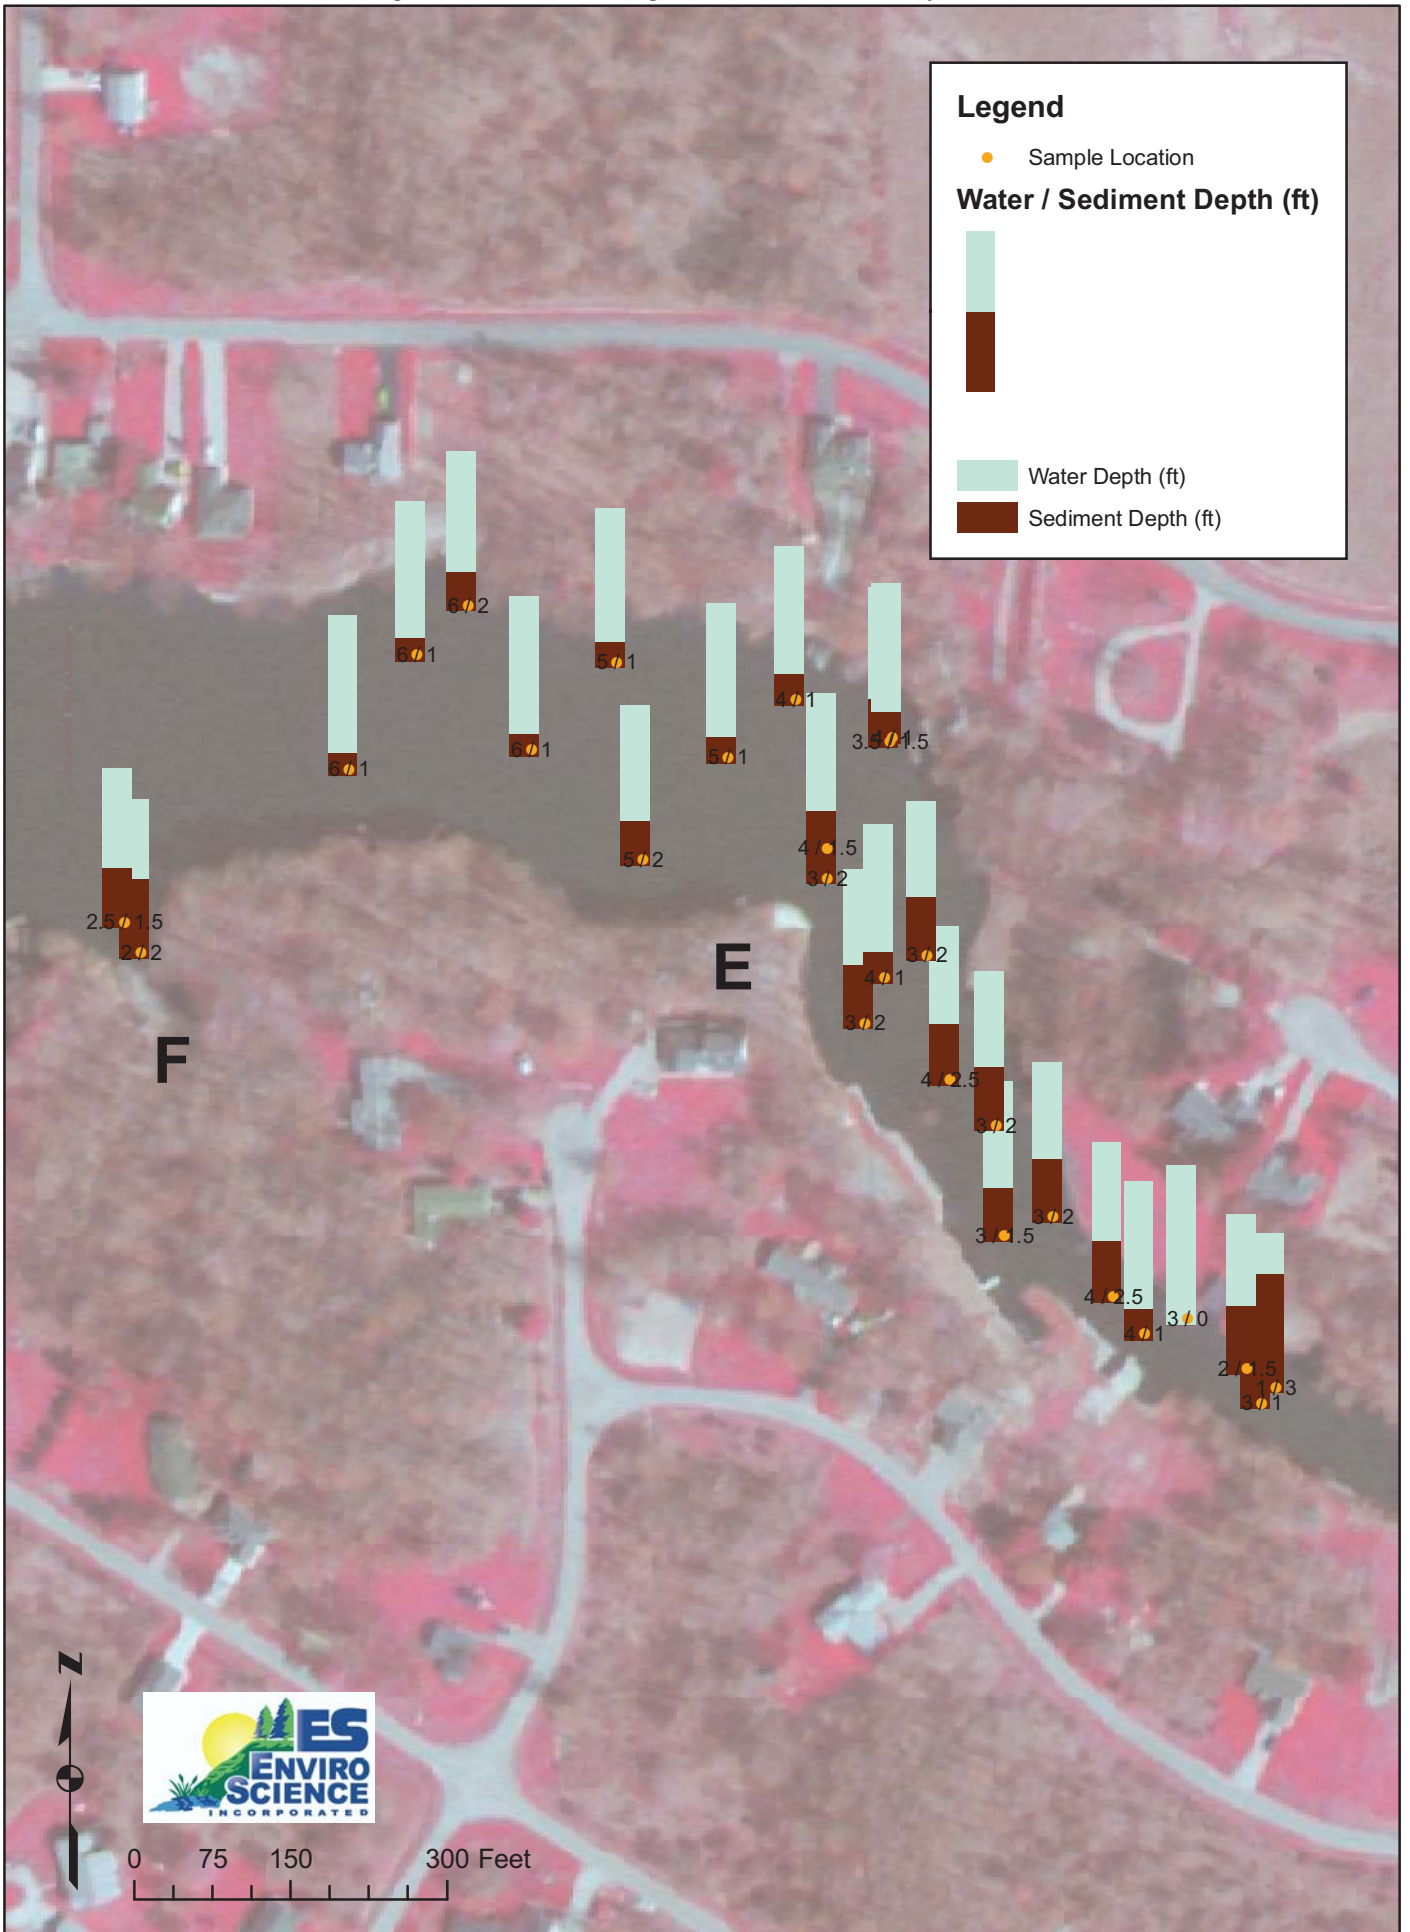 Legend
Sample Location
Water / Sediment Depth (ft)
Water Depth (ft)
Sediment Depth (ft)
6 / 2
6 / 1
5 / 1
4 / 1
3.5 / 1.5
4 / 1
6 / 1
5 / 1
6 / 1
4 / 1.5
5 / 2
3 / 2
2.5 / 1.5
2 / 2
3 / 2
E
4 / 1
3 / 2
F
4 / 2.5
3 / 2
3 / 2
3 / 1.5
4 / 2.5
3 / 0
4 / 1
2 / 1.5
1 / 3
3 / 1
N
ES
ENVIRO
SCIENCE
INCORPORATED
0 75 150 300 Feet